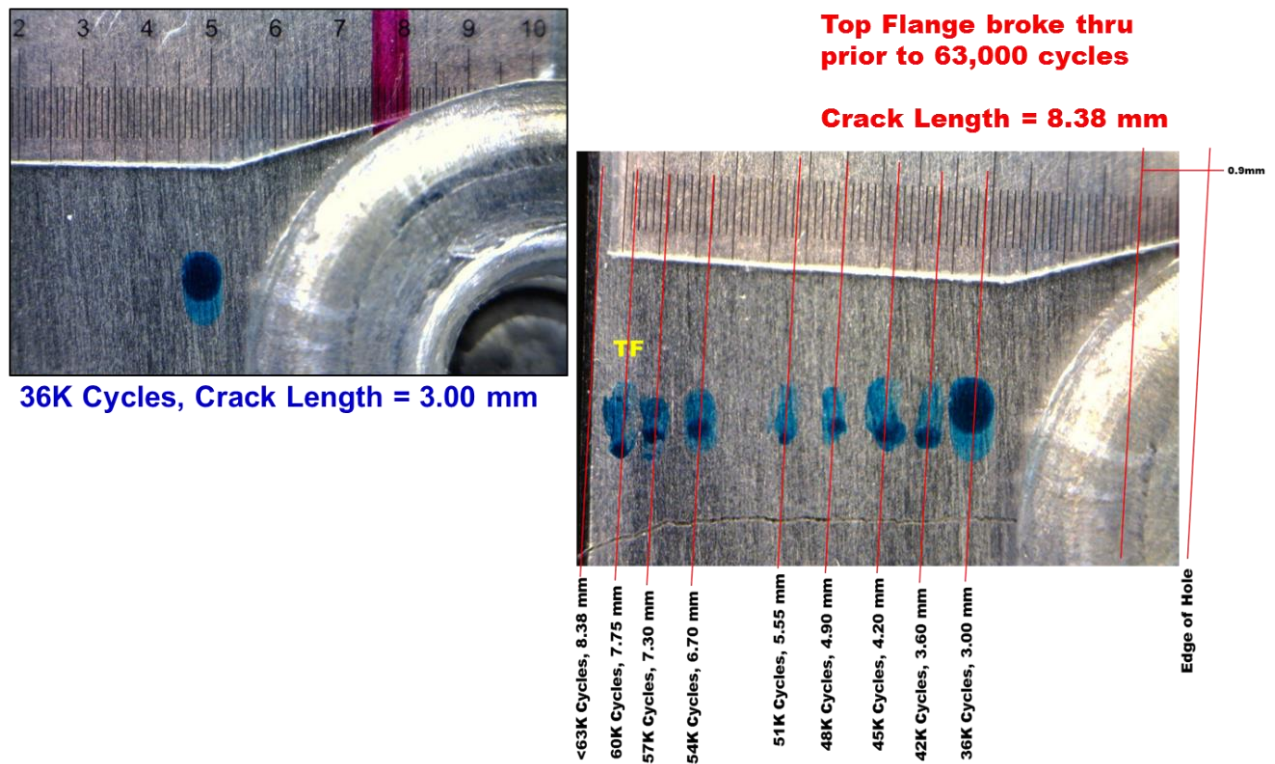 2 3 4 5 6 7 8 9 10
Top Flange broke thru
prior to 63,000 cycles
Crack Length = 8.38 mm
0.9mm
TF
36K Cycles, Crack Length = 3.00 mm
<63K Cycles, 8.38 mm
60K Cycles, 7.75 mm
57K Cycles, 7.30 mm
54K Cycles, 6.70 mm
51K Cycles, 5.55 mm
48K Cycles, 4.90 mm
45K Cycles, 4.20 mm
42K Cycles, 3.60 mm
36K Cycles, 3.00 mm
Edge of Hole